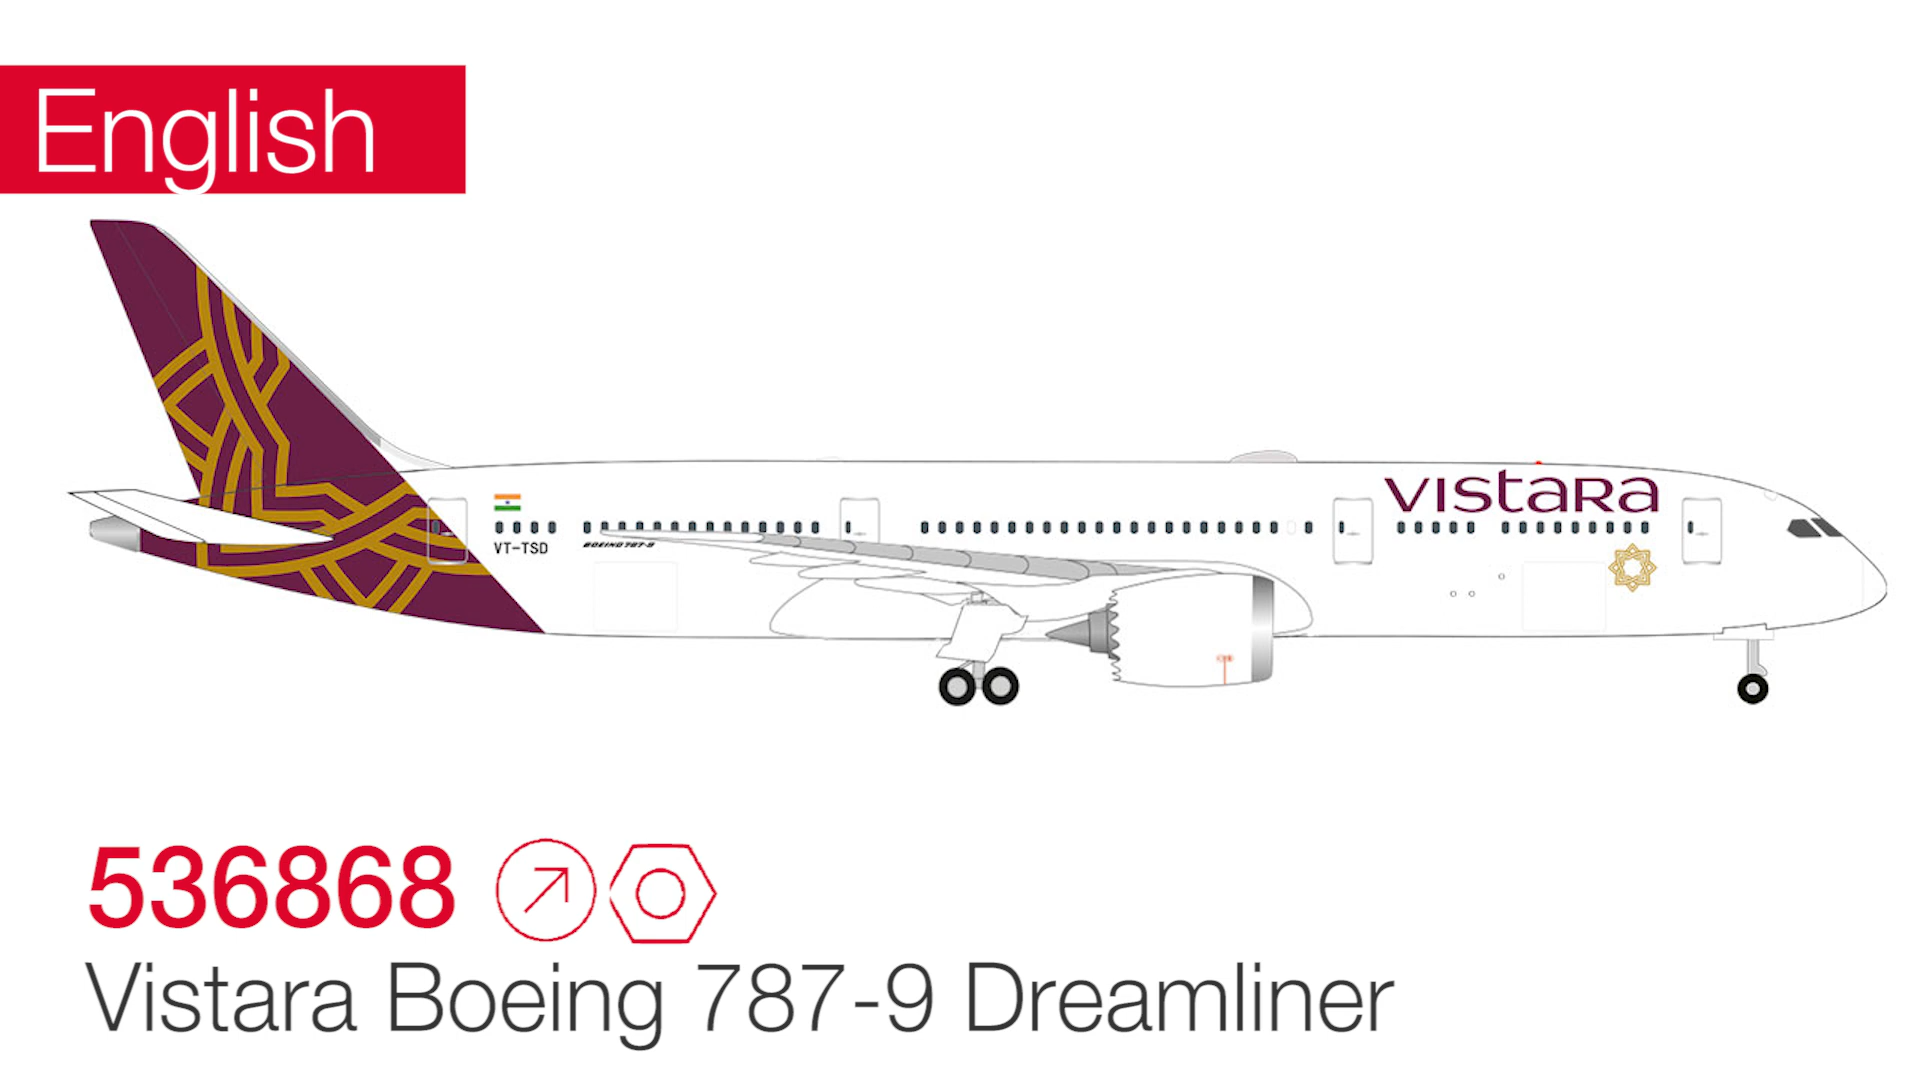 English
vistara
VT-TSD
BOEING 787-9
536868
Vistara Boeing 787-9 Dreamliner